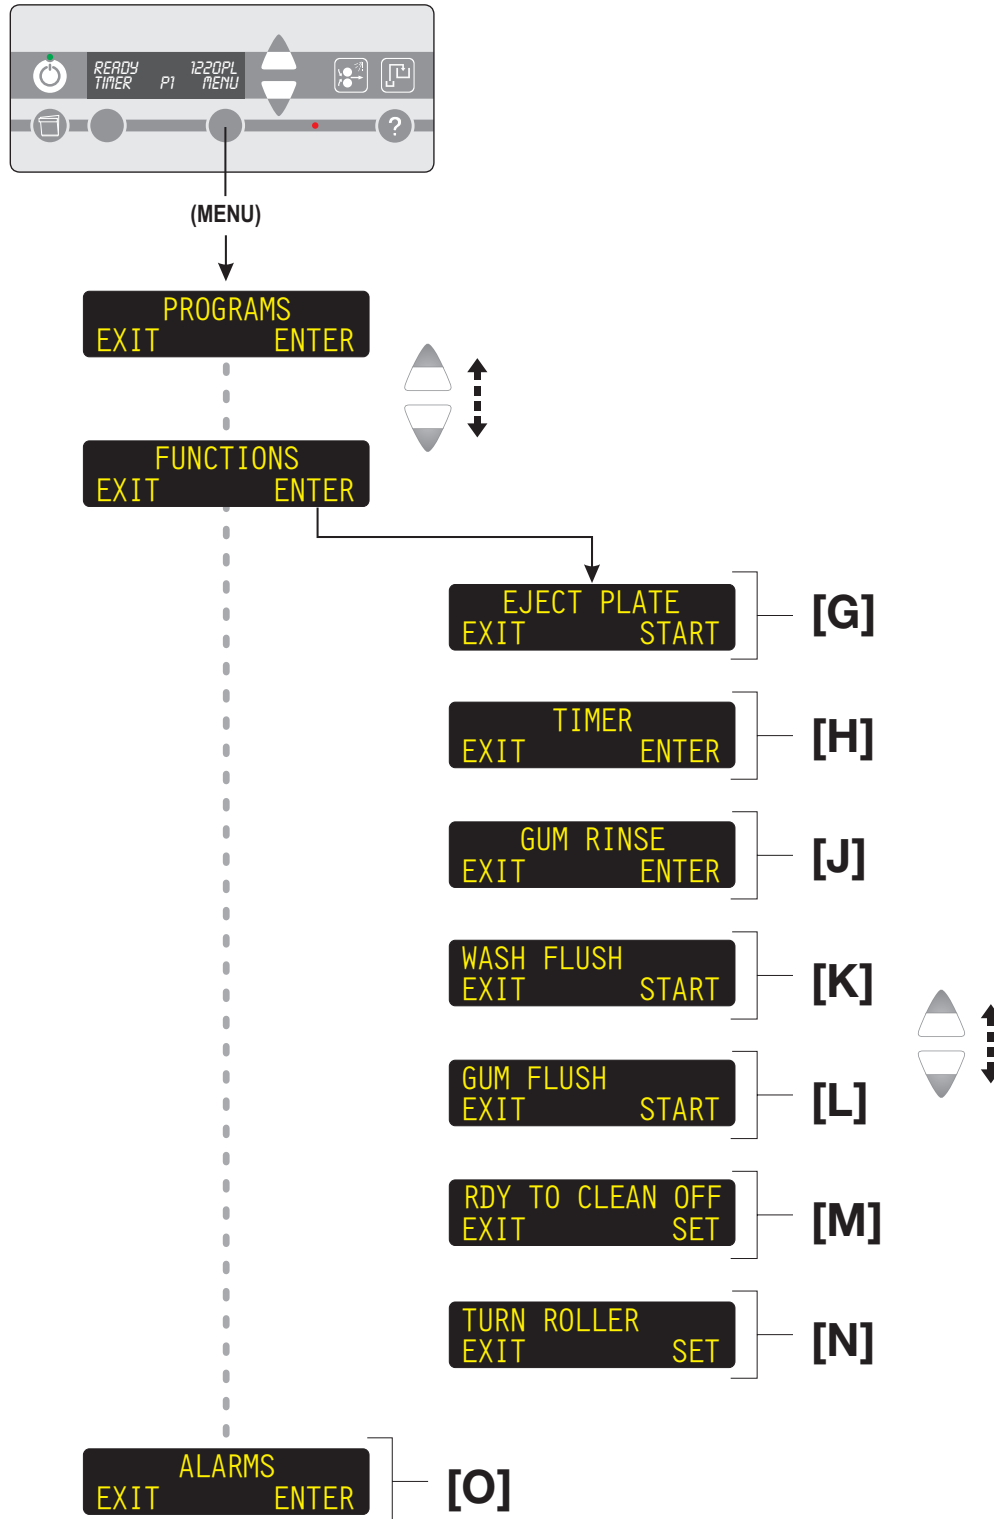 READY 1220PL
TIMER P1 MENU
?
(MENU)
PROGRAMS
EXIT ENTER
FUNCTIONS
EXIT ENTER
EJECT PLATE
EXIT START
[G]
TIMER
EXIT ENTER
[H]
GUM RINSE
EXIT ENTER
[J]
WASH FLUSH
EXIT START
[K]
GUM FLUSH
EXIT START
[L]
RDY TO CLEAN OFF
EXIT SET
[M]
TURN ROLLER
EXIT SET
[N]
ALARMS
EXIT ENTER
[O]